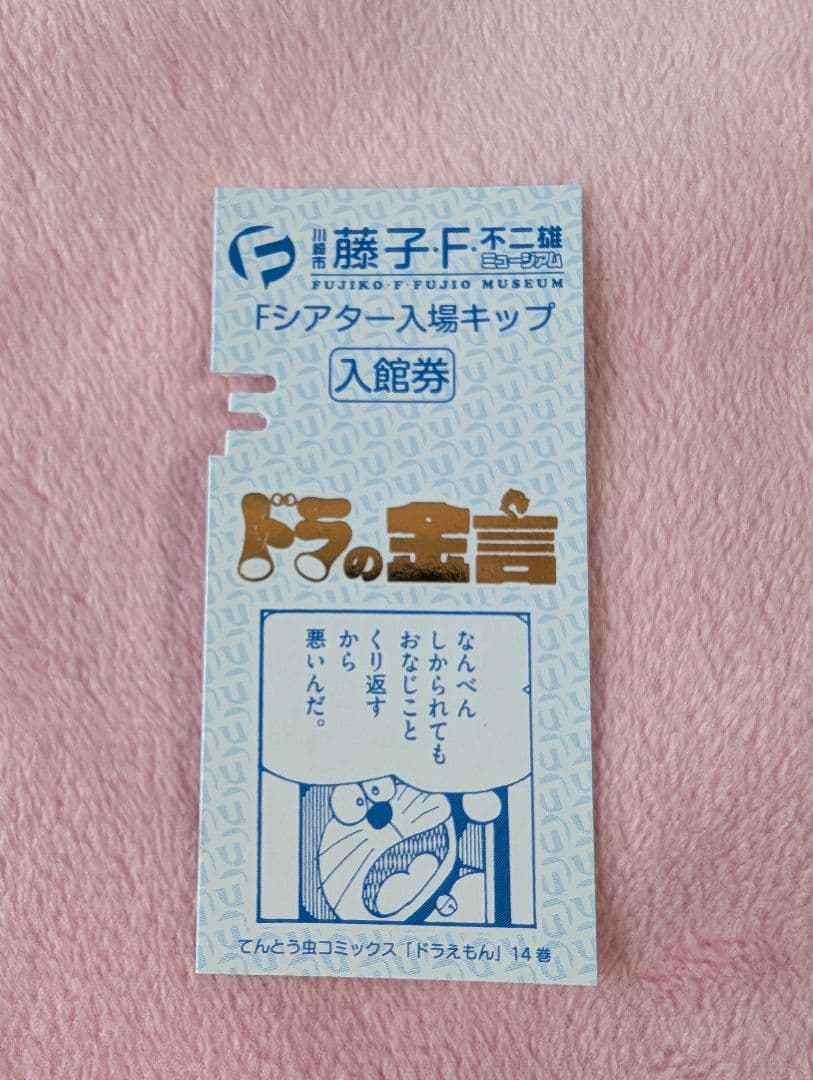 川崎市
藤子・F・不二雄
ミュージアム
FUJIKO・F・FUJIO MUSEUM
Fシアター入場キップ
入館券
ドラの金言
なんべん
しかられても
おなじこと
くり返す
から
悪いんだ。
てんとう虫コミックス「ドラえもん」14巻